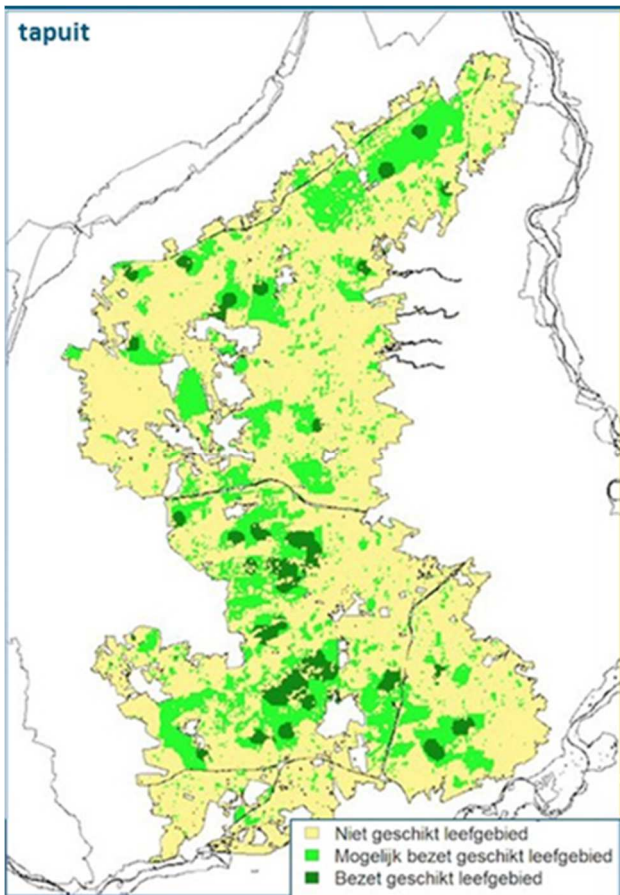 tapuit
Niet geschikt leefgebied
Mogelijk bezet geschikt leefgebied
Bezet geschikt leefgebied